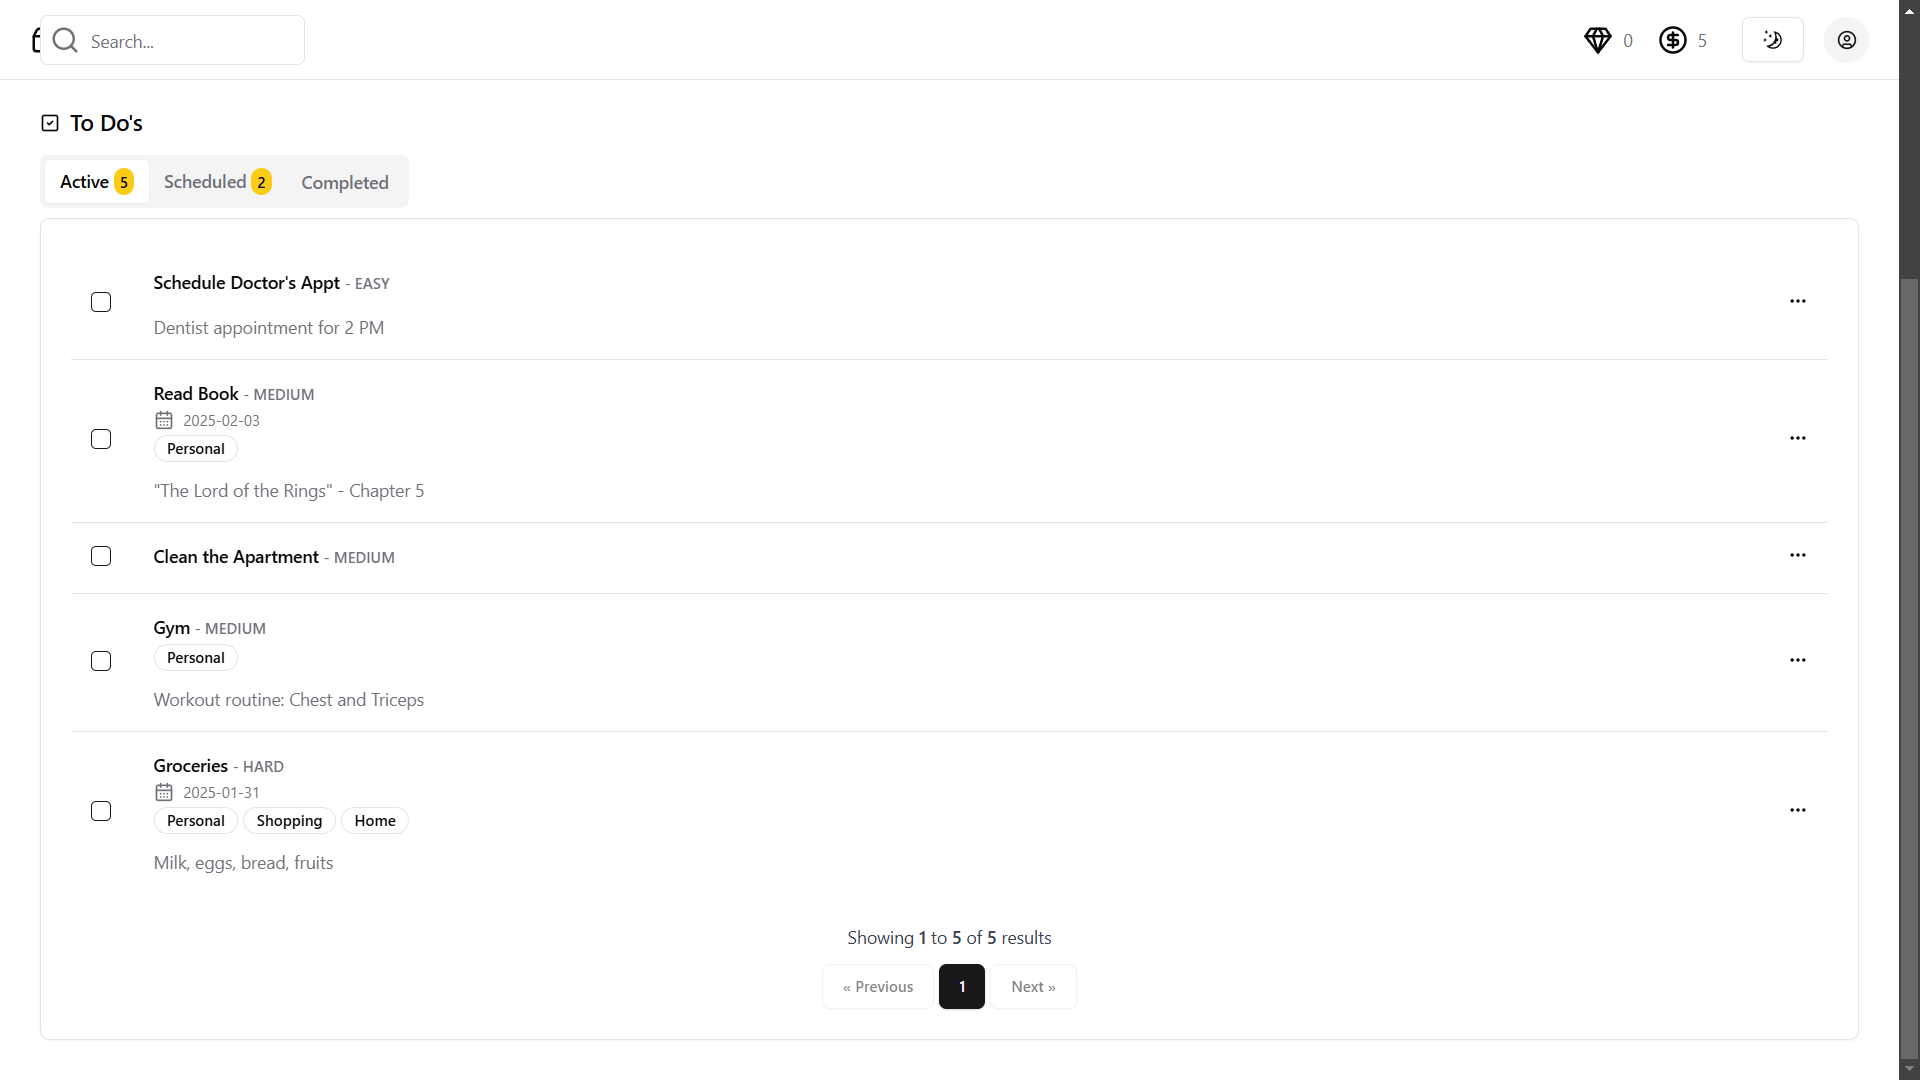 Search...
0
5
To Do's
Active 5 Scheduled 2 Completed
Schedule Doctor's Appt - EASY
Dentist appointment for 2 PM
Read Book - MEDIUM
2025-02-03
Personal
"The Lord of the Rings" - Chapter 5
Clean the Apartment - MEDIUM
Gym - MEDIUM
Personal
Workout routine: Chest and Triceps
Groceries - HARD
2025-01-31
Personal Shopping Home
Milk, eggs, bread, fruits
Showing 1 to 5 of 5 results
« Previous 1 Next »